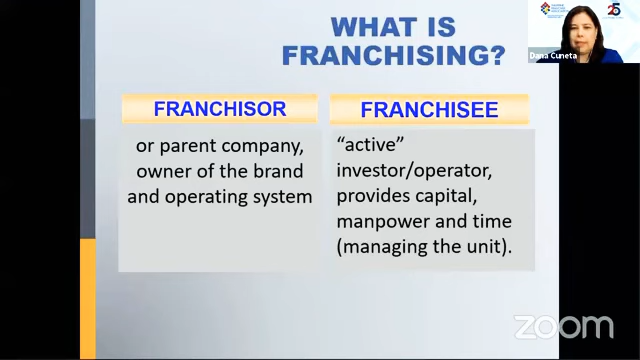 WHAT IS
FRANCHISING?
FRANCHISOR
or parent company,
owner of the brand
and operating system
FRANCHISEE
“active”
investor/operator,
provides capital,
manpower and time
(managing the unit).
25
Dana Cuneta
zoom